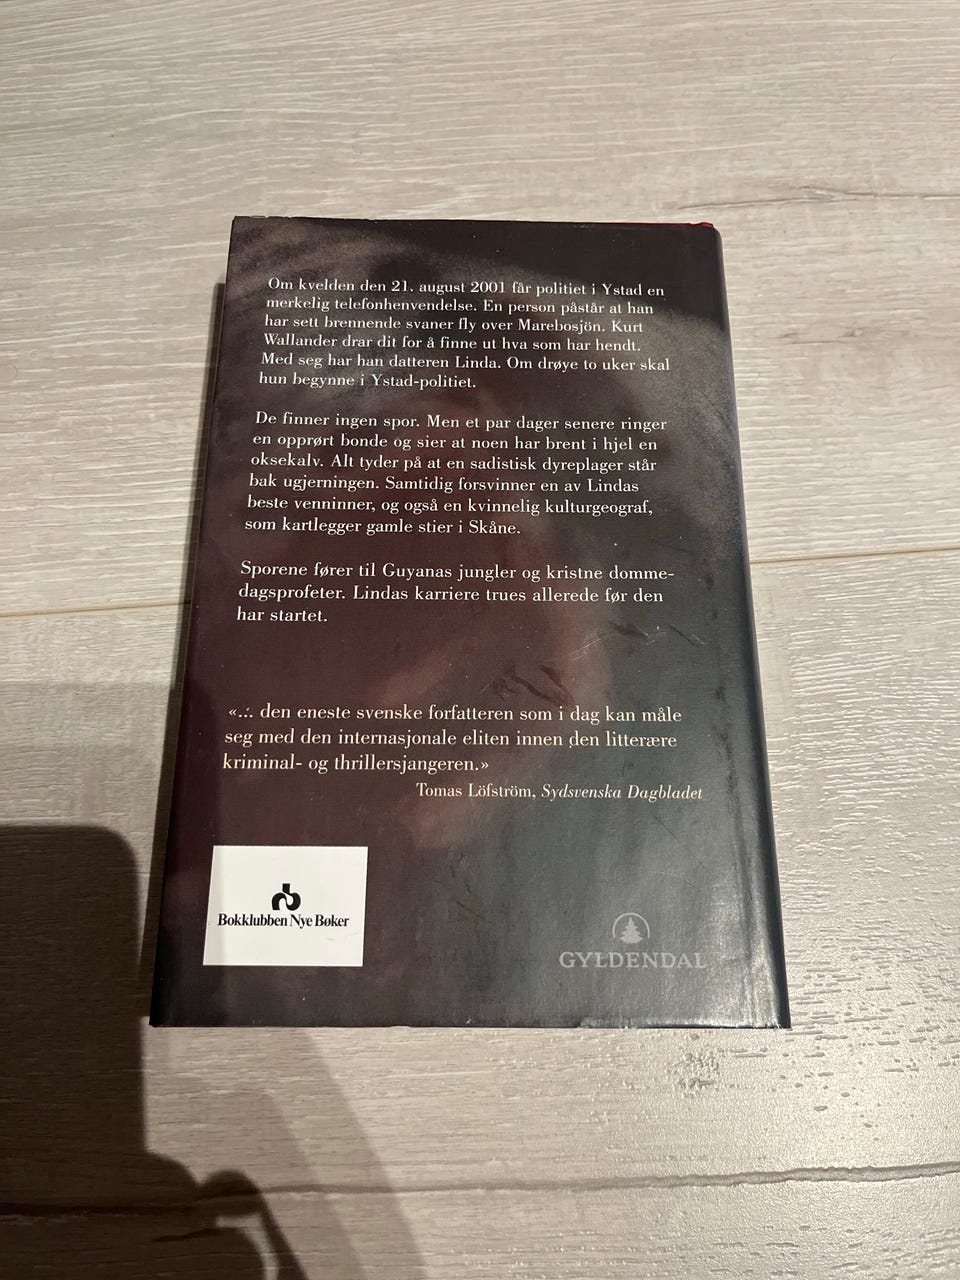 Om kvelden den 21. august 2001 får politiet i Ystad en
merkelig telefonhenvendelse. En person påstår at han
har sett brennende svaner fly over Marebosjön. Kurt
Wallander drar dit for å finne ut hva som har hendt.
Med seg har han datteren Linda. Om drøye to uker skal
hun begynne i Ystad-politiet.
De finner ingen spor. Men et par dager senere ringer
en opprørt bonde og sier at noen har brent i hjel en
oksekalv. Alt tyder på at en sadistisk dyreplager står
bak ugjerningen. Samtidig forsvinner en av Lindas
beste venninner, og også en kvinnelig kulturgeograf,
som kartlegger gamle stier i Skåne.
Sporene fører til Guyanas jungler og kristne domme-
dagsprofeter. Lindas karriere trues allerede før den
har startet.
«... den eneste svenske forfatteren som i dag kan måle
seg med den internasjonale eliten innen den litterære
kriminal- og thrillersjangeren.»
Tomas Löfström, Sydsvenska Dagbladet
Bokklubben Nye Bøker
GYLDENDAL